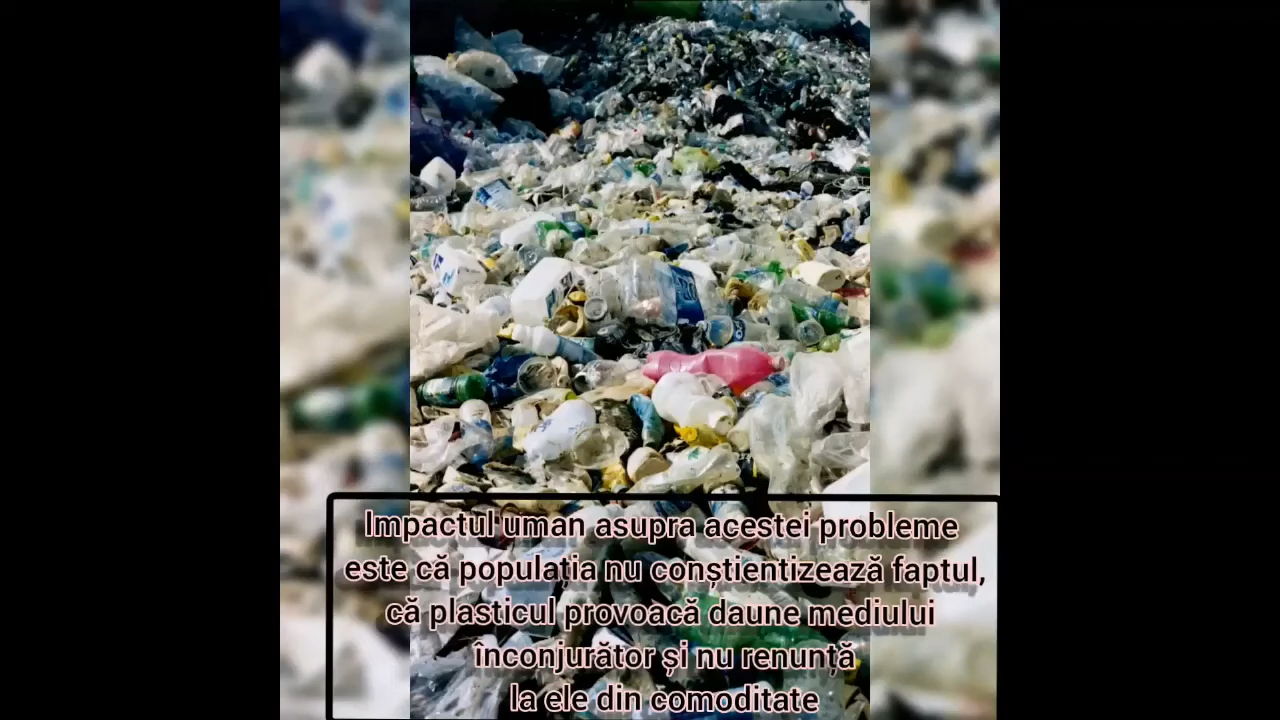 Impactul uman asupra acestei probleme
este că populația nu conștientizează faptul,
că plasticul provoacă daune mediului
înconjurător și nu renunță
la ele din comoditate